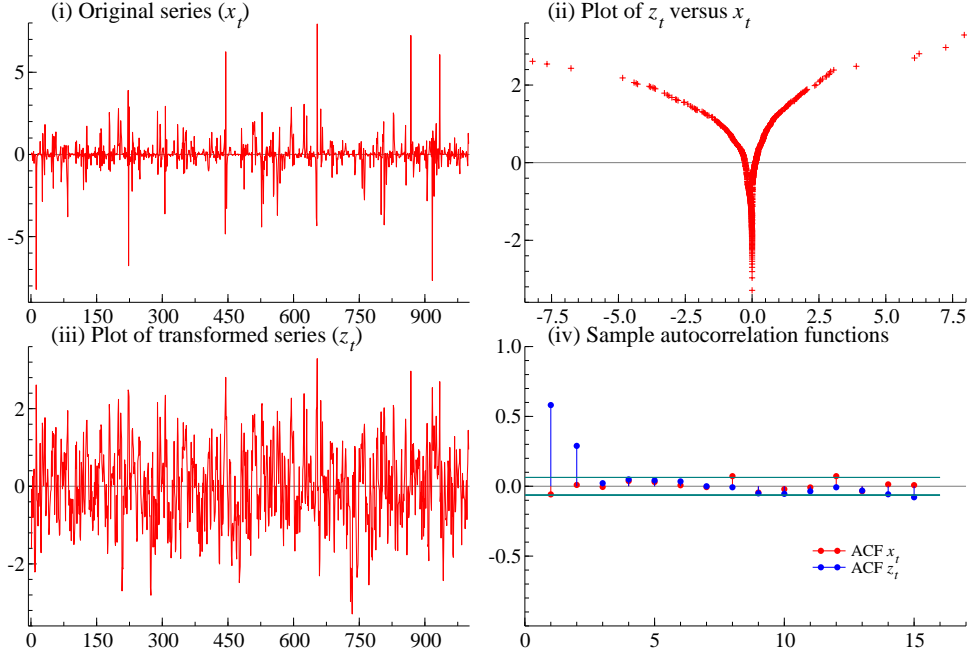 (i) Original series (x_t)
5
0
-5
0 150 300 450 600 750 900
(ii) Plot of z_t versus x_t
2
0
-2
-7.5 -5.0 -2.5 0.0 2.5 5.0 7.5
(iii) Plot of transformed series (z_t)
2
0
-2
0 150 300 450 600 750 900
(iv) Sample autocorrelation functions
1.0
0.5
0.0
-0.5
ACF x_t
ACF z_t
0 5 10 15